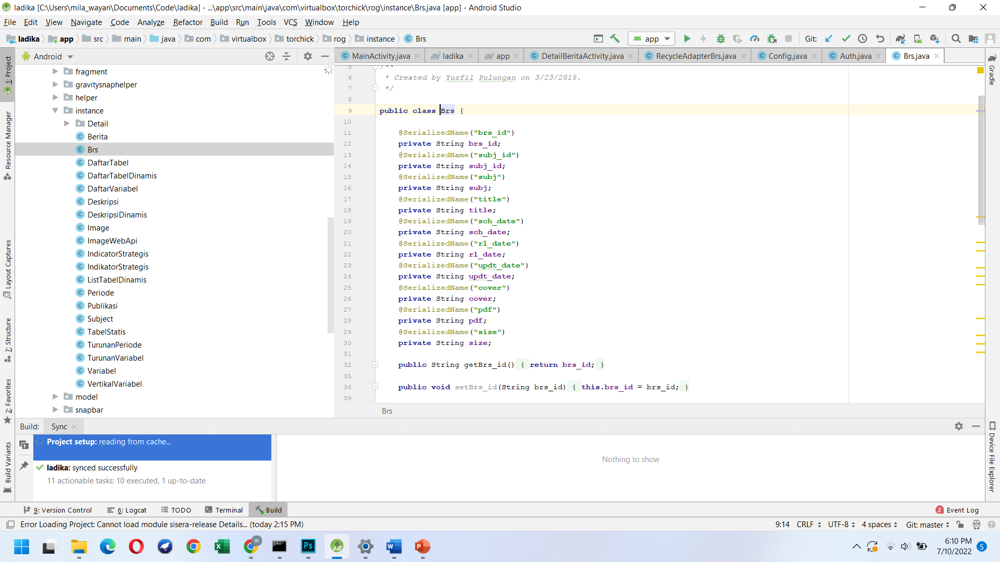 ladika [C:\Users\mila_wayan\Documents\Code\ladika] - ...\app\src\main\java\com\virtualbox\torchick\rog\instance\Brs.java [app] - Android Studio
File Edit View Navigate Code Analyze Refactor Build Run Tools VCS Window Help
ladika app src main java com virtualbox torchick rog instance Brs app Git:
Android
MainActivity.java ladika app DetailBeritaActivity.java RecycleAdapterBrs.java Config.java Auth.java Brs.java
1: Project
Resource Manager
Layout Captures
7: Structure
2: Favorites
Build Variants
fragment
gravitysnaphelper
helper
instance
Detail
Berita
Brs
DaftarTabel
DaftarTabelDinamis
DaftarVariabel
Deskripsi
DeskripsiDinamis
Image
ImageWebApi
IndicatorStrategis
IndikatorStrategis
ListTabelDinamis
Periode
Publikasi
Subject
TabelStatis
TurunanPeriode
TurunanVariabel
Variabel
VertikalVariabel
model
snapbar
5 /**
6 * Created by Yusfil Pulungan on 3/23/2018.
7 */
8
9 public class Brs {
10
11 @SerializedName("brs_id")
12 private String brs_id;
13 @SerializedName("subj_id")
14 private String subj_id;
15 @SerializedName("subj")
16 private String subj;
17 @SerializedName("title")
18 private String title;
19 @SerializedName("sch_date")
20 private String sch_date;
21 @SerializedName("rl_date")
22 private String rl_date;
23 @SerializedName("updt_date")
24 private String updt_date;
25 @SerializedName("cover")
26 private String cover;
27 @SerializedName("pdf")
28 private String pdf;
29 @SerializedName("size")
30 private String size;
31
32 public String getBrs_id() { return brs_id; }
35
36 public void setBrs_id(String brs_id) { this.brs_id = brs_id; }
39
Brs
Gradle
Device File Explorer
Build: Sync
Project setup: reading from cache...
ladika: synced successfully
11 actionable tasks: 10 executed, 1 up-to-date
Nothing to show
9: Version Control 6: Logcat TODO Terminal Build 2 Event Log
Error Loading Project: Cannot load module sisera-release Details... (today 2:15 PM) 9:14 CRLF UTF-8 4 spaces Git: master
W Ps W P
6:10 PM
7/10/2022 5